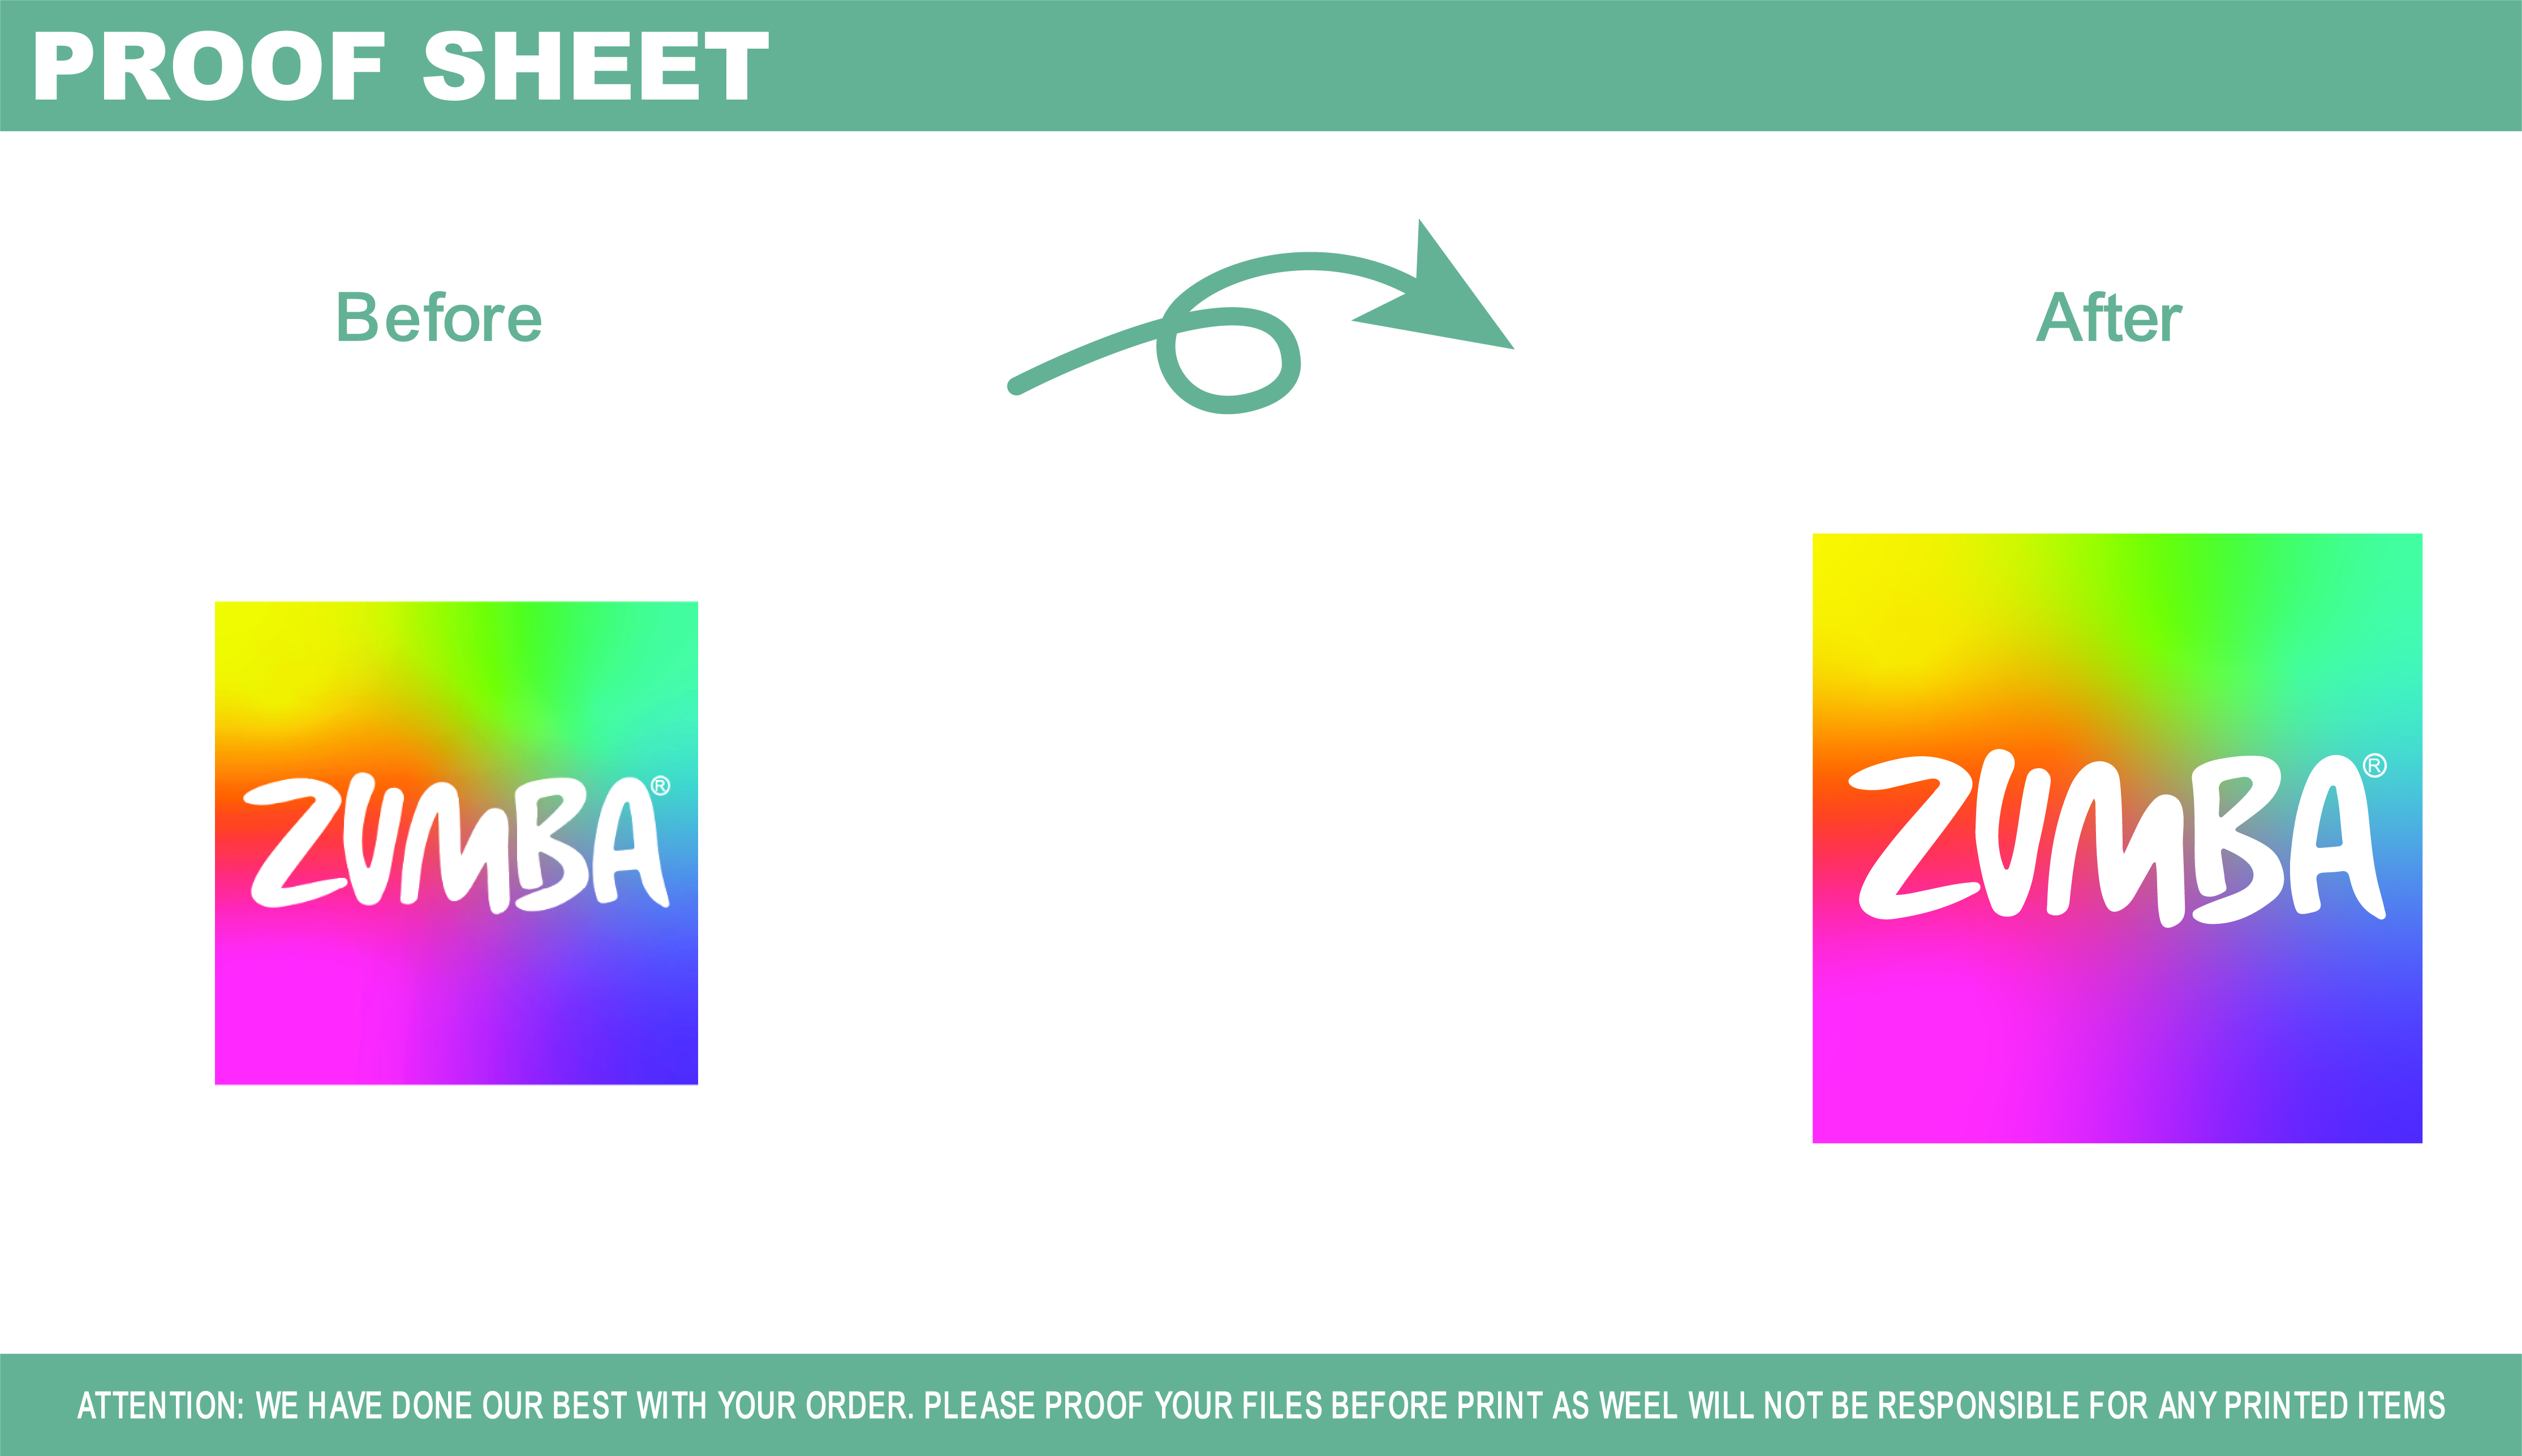 PROOF SHEET
Before
After
ZUMBA®
ZUMBA®
ATTENTION: WE HAVE DONE OUR BEST WITH YOUR ORDER. PLEASE PROOF YOUR FILES BEFORE PRINT AS WEEL WILL NOT BE RESPONSIBLE FOR ANY PRINTED ITEMS